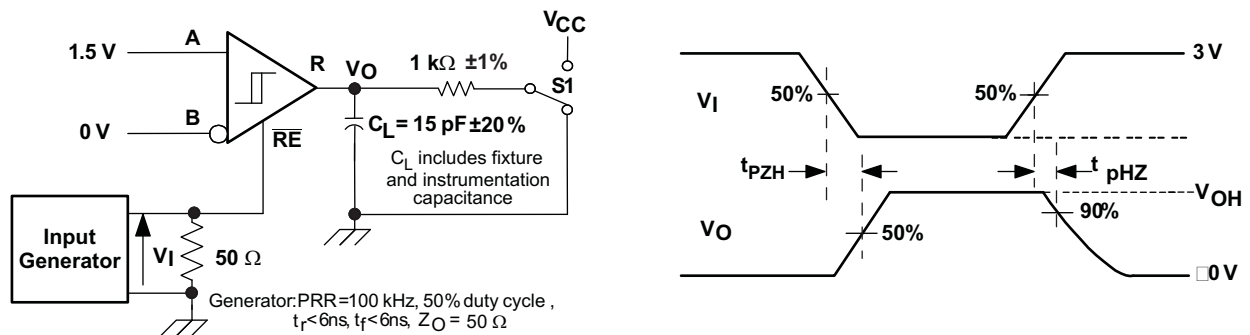 VCC
1.5 V
A
R
VO
1 kΩ ±1%
S1
0 V
B
RE
CL = 15 pF ±20%
CL includes fixture
and instrumentation
capacitance
Input
Generator
VI
50 Ω
Generator:PRR=100 kHz, 50% duty cycle ,
tr<6ns, tf<6ns, ZO = 50 Ω
3 V
VI
50%
50%
tPZH
t pHZ
VOH
90%
VO
50%
□0 V